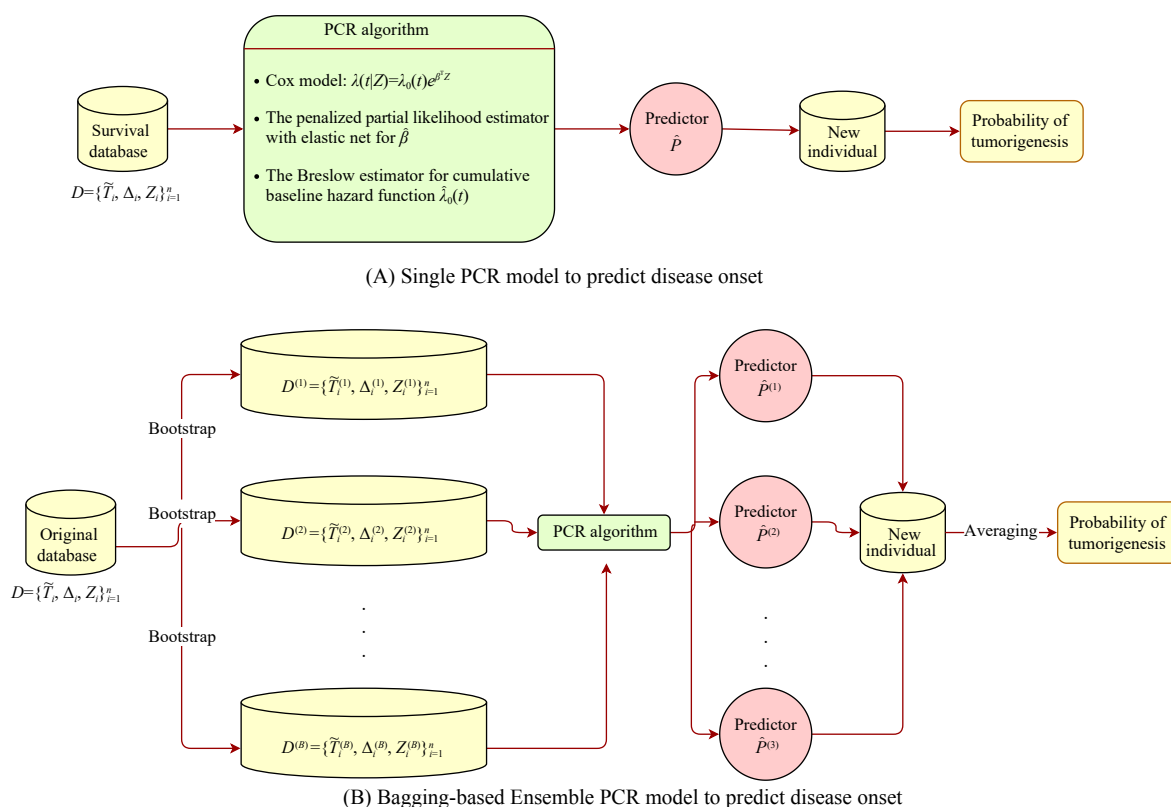 PCR algorithm
• Cox model: λ(t|Z)=λ₀(t)e^{βᵀZ}
• The penalized partial likelihood estimator
with elastic net for β̂
• The Breslow estimator for cumulative
baseline hazard function λ̂₀(t)
Survival
database
D={T̃ᵢ, Δᵢ, Zᵢ}ⁿᵢ₌₁
Predictor
P̂
New
individual
Probability of
tumorigenesis
(A) Single PCR model to predict disease onset
Original
database
D={T̃ᵢ, Δᵢ, Zᵢ}ⁿᵢ₌₁
Bootstrap
Bootstrap
Bootstrap
D⁽¹⁾={T̃ᵢ⁽¹⁾, Δᵢ⁽¹⁾, Zᵢ⁽¹⁾}ⁿᵢ₌₁
D⁽²⁾={T̃ᵢ⁽²⁾, Δᵢ⁽²⁾, Zᵢ⁽²⁾}ⁿᵢ₌₁
.
.
.
D⁽ᴮ⁾={T̃ᵢ⁽ᴮ⁾, Δᵢ⁽ᴮ⁾, Zᵢ⁽ᴮ⁾}ⁿᵢ₌₁
PCR algorithm
Predictor
P̂⁽¹⁾
Predictor
P̂⁽²⁾
.
.
.
Predictor
P̂⁽³⁾
New
individual
Averaging
Probability of
tumorigenesis
(B) Bagging-based Ensemble PCR model to predict disease onset